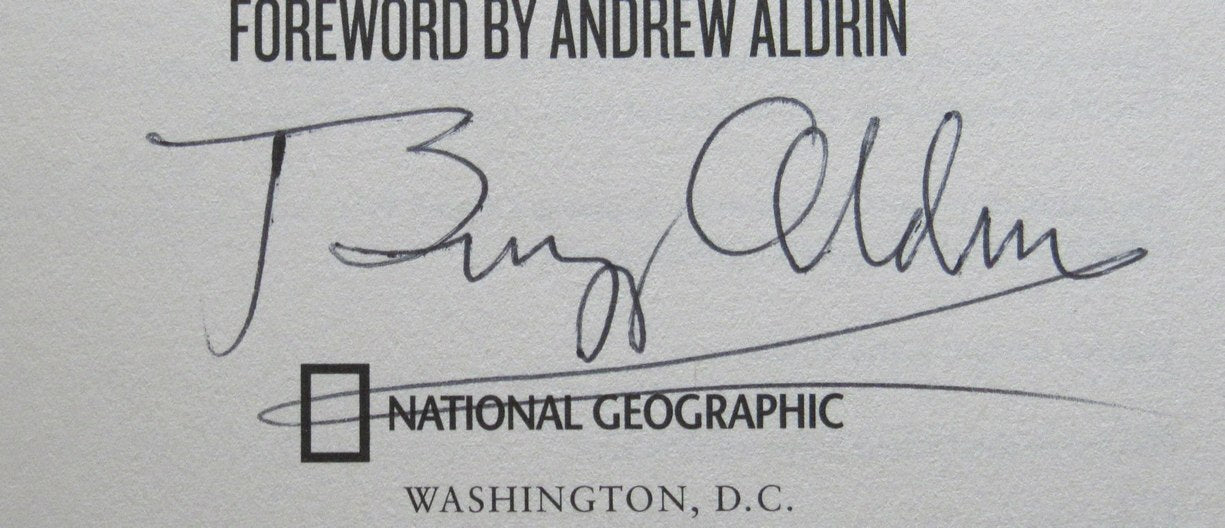 FOREWORD BY ANDREW ALDRIN
Buzz Aldrin
NATIONAL GEOGRAPHIC
WASHINGTON, D.C.